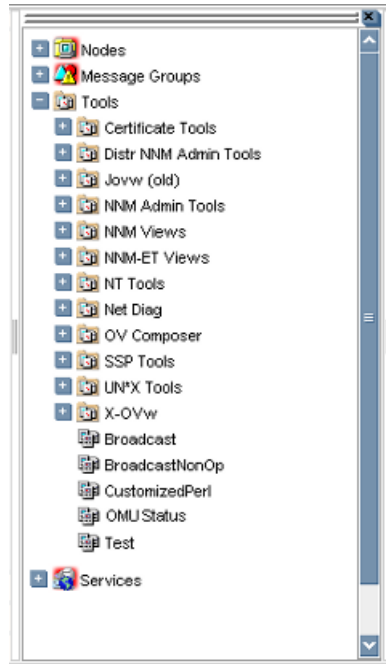 Nodes
Message Groups
Tools
Certificate Tools
Distr NNM Admin Tools
Jovw (old)
NNM Admin Tools
NNM Views
NNM-ET Views
NT Tools
Net Diag
OV Composer
SSP Tools
UN*X Tools
X-OVw
Broadcast
BroadcastNonOp
CustomizedPerl
OMU Status
Test
Services